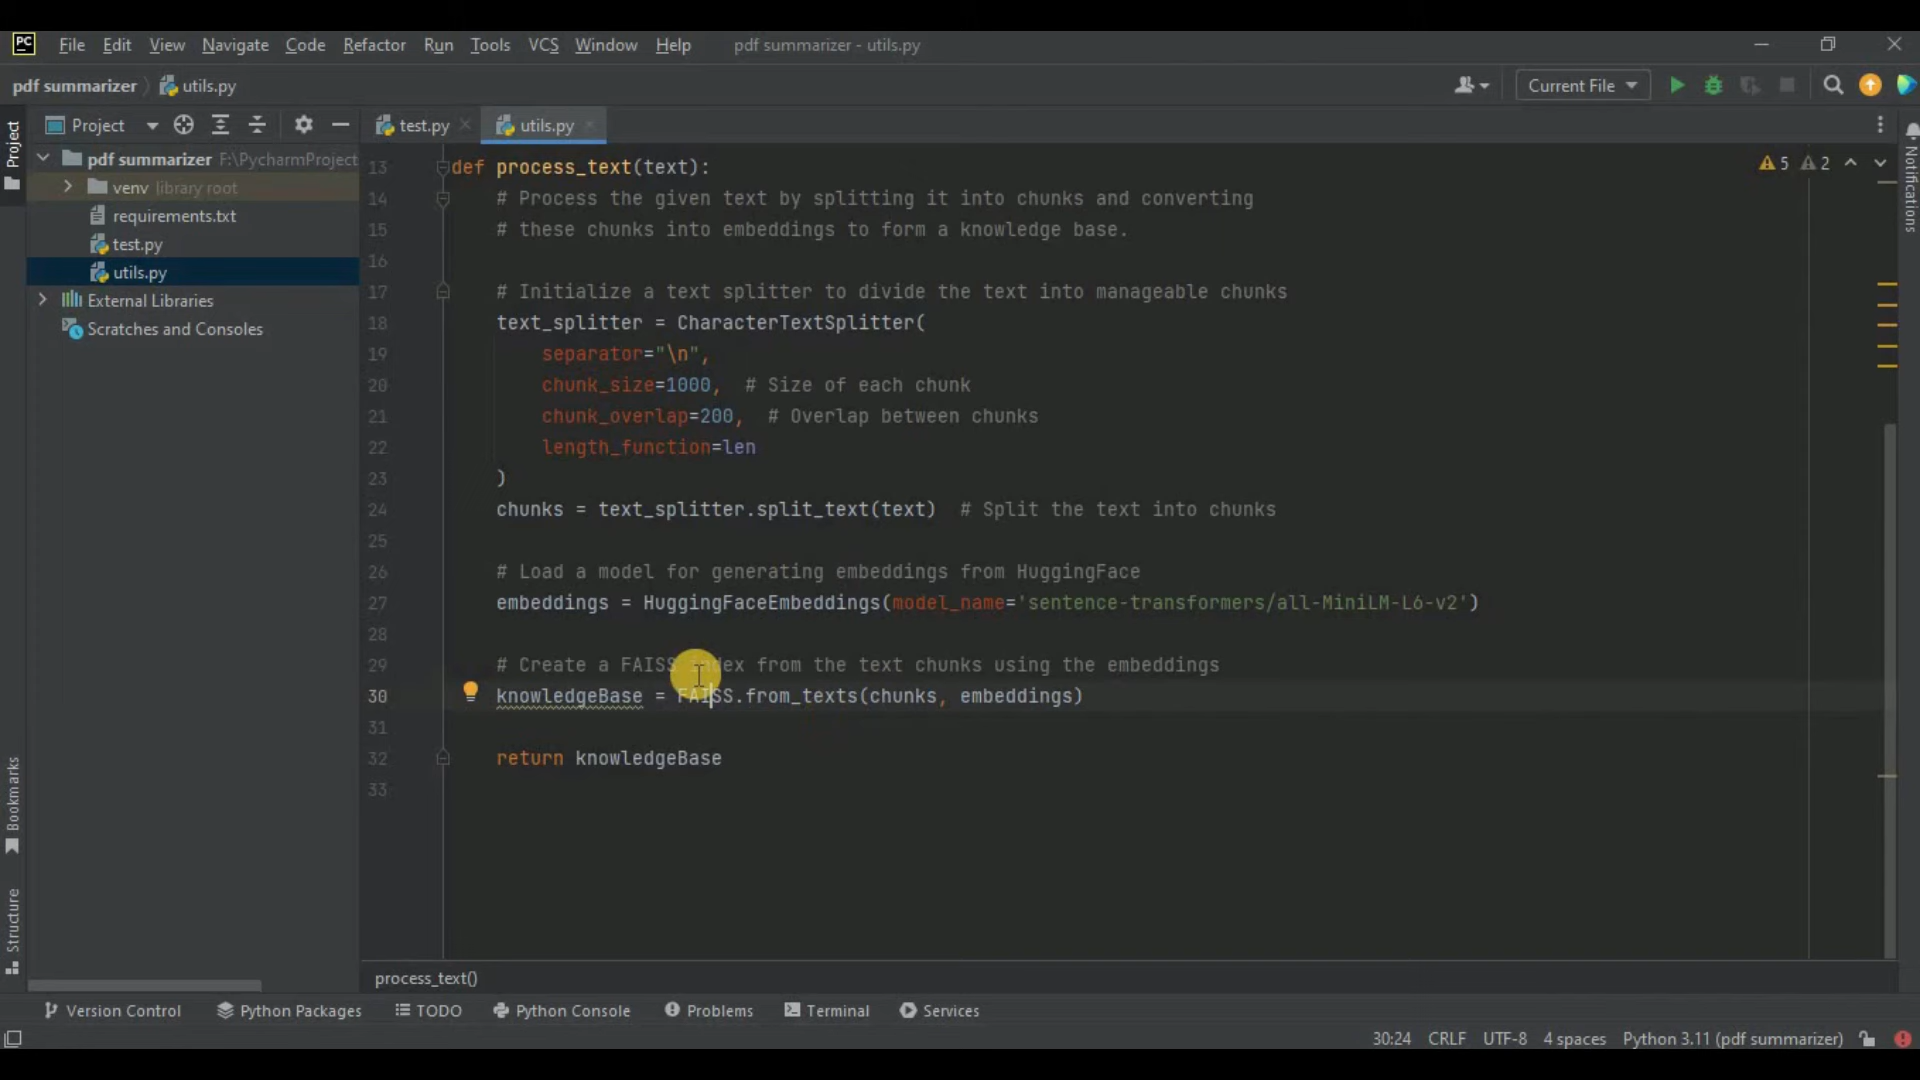 PC File Edit View Navigate Code Refactor Run Tools VCS Window Help pdf summarizer - utils.py
pdf summarizer utils.py Current File
Project test.py utils.py
Project
pdf summarizer F:\PycharmProject
venv library root
requirements.txt
test.py
utils.py
External Libraries
Scratches and Consoles
5 2
13 def process_text(text):
14 # Process the given text by splitting it into chunks and converting
15 # these chunks into embeddings to form a knowledge base.
16
17 # Initialize a text splitter to divide the text into manageable chunks
18 text_splitter = CharacterTextSplitter(
19 separator="\n",
20 chunk_size=1000, # Size of each chunk
21 chunk_overlap=200, # Overlap between chunks
22 length_function=len
23 )
24 chunks = text_splitter.split_text(text) # Split the text into chunks
25
26 # Load a model for generating embeddings from HuggingFace
27 embeddings = HuggingFaceEmbeddings(model_name='sentence-transformers/all-MiniLM-L6-v2')
28
29 # Create a FAISS index from the text chunks using the embeddings
30 knowledgeBase = FAISS.from_texts(chunks, embeddings)
31
32 return knowledgeBase
33
Notifications
Bookmarks
Structure
process_text()
Version Control Python Packages TODO Python Console Problems Terminal Services
30:24 CRLF UTF-8 4 spaces Python 3.11 (pdf summarizer)